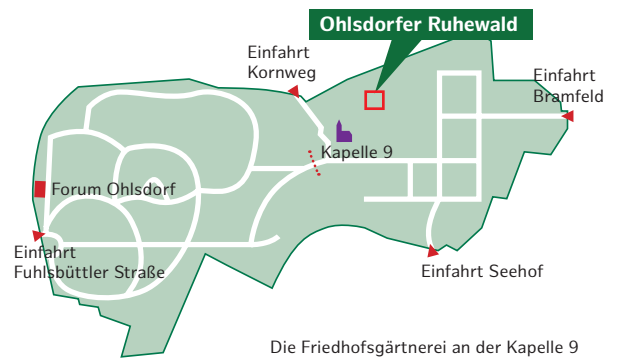 Ohlsdorfer Ruhewald
Einfahrt
Kornweg
Einfahrt
Bramfeld
Kapelle 9
Forum Ohlsdorf
Einfahrt
Fuhlsbüttler Straße
Einfahrt Seehof
Die Friedhofsgärtnerei an der Kapelle 9